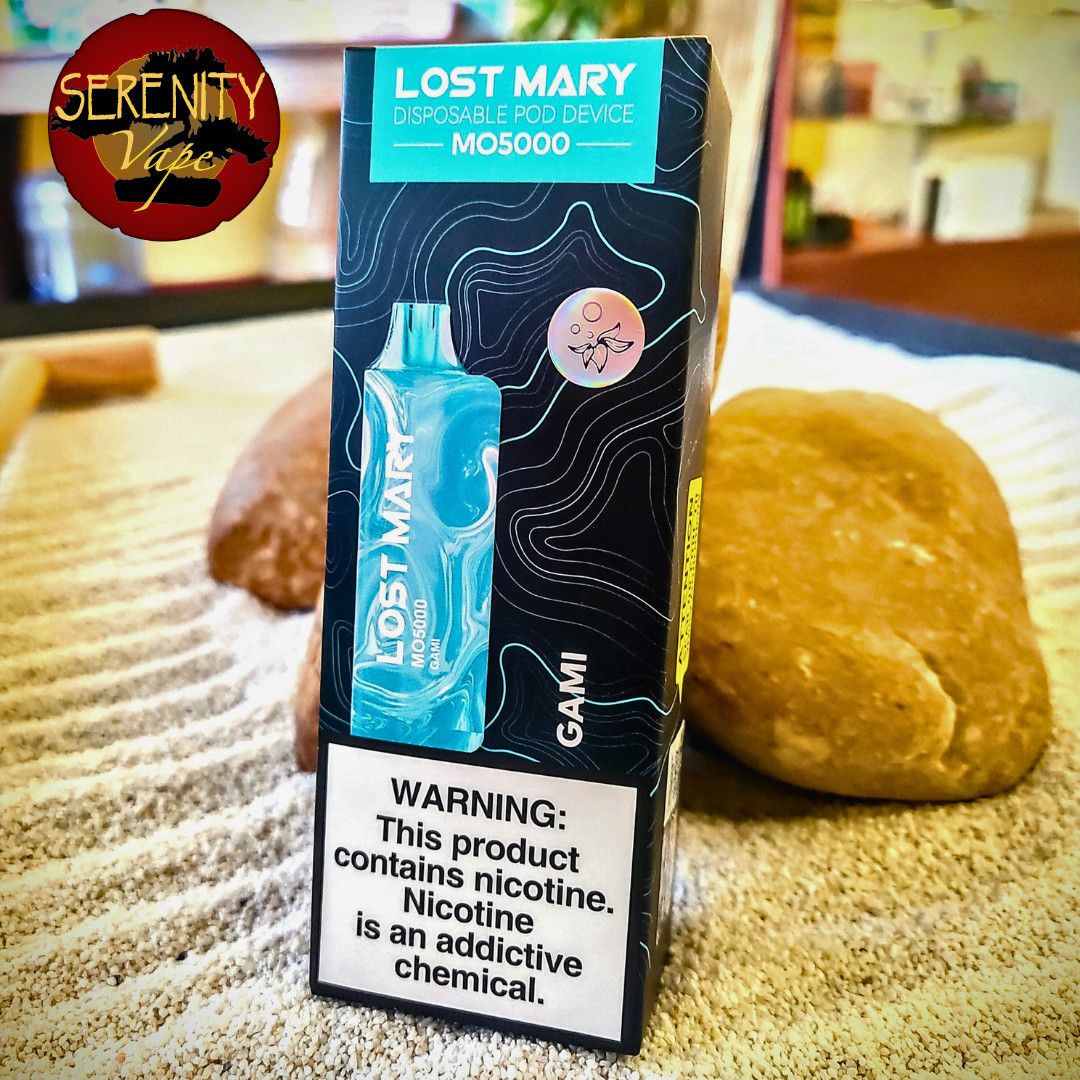 SERENITY
Vape
LOST MARY
DISPOSABLE POD DEVICE
MO5000
LOST MARY
MO5000
GAMI
GAMI
WARNING:
This product
contains nicotine.
Nicotine
is an addictive
chemical.